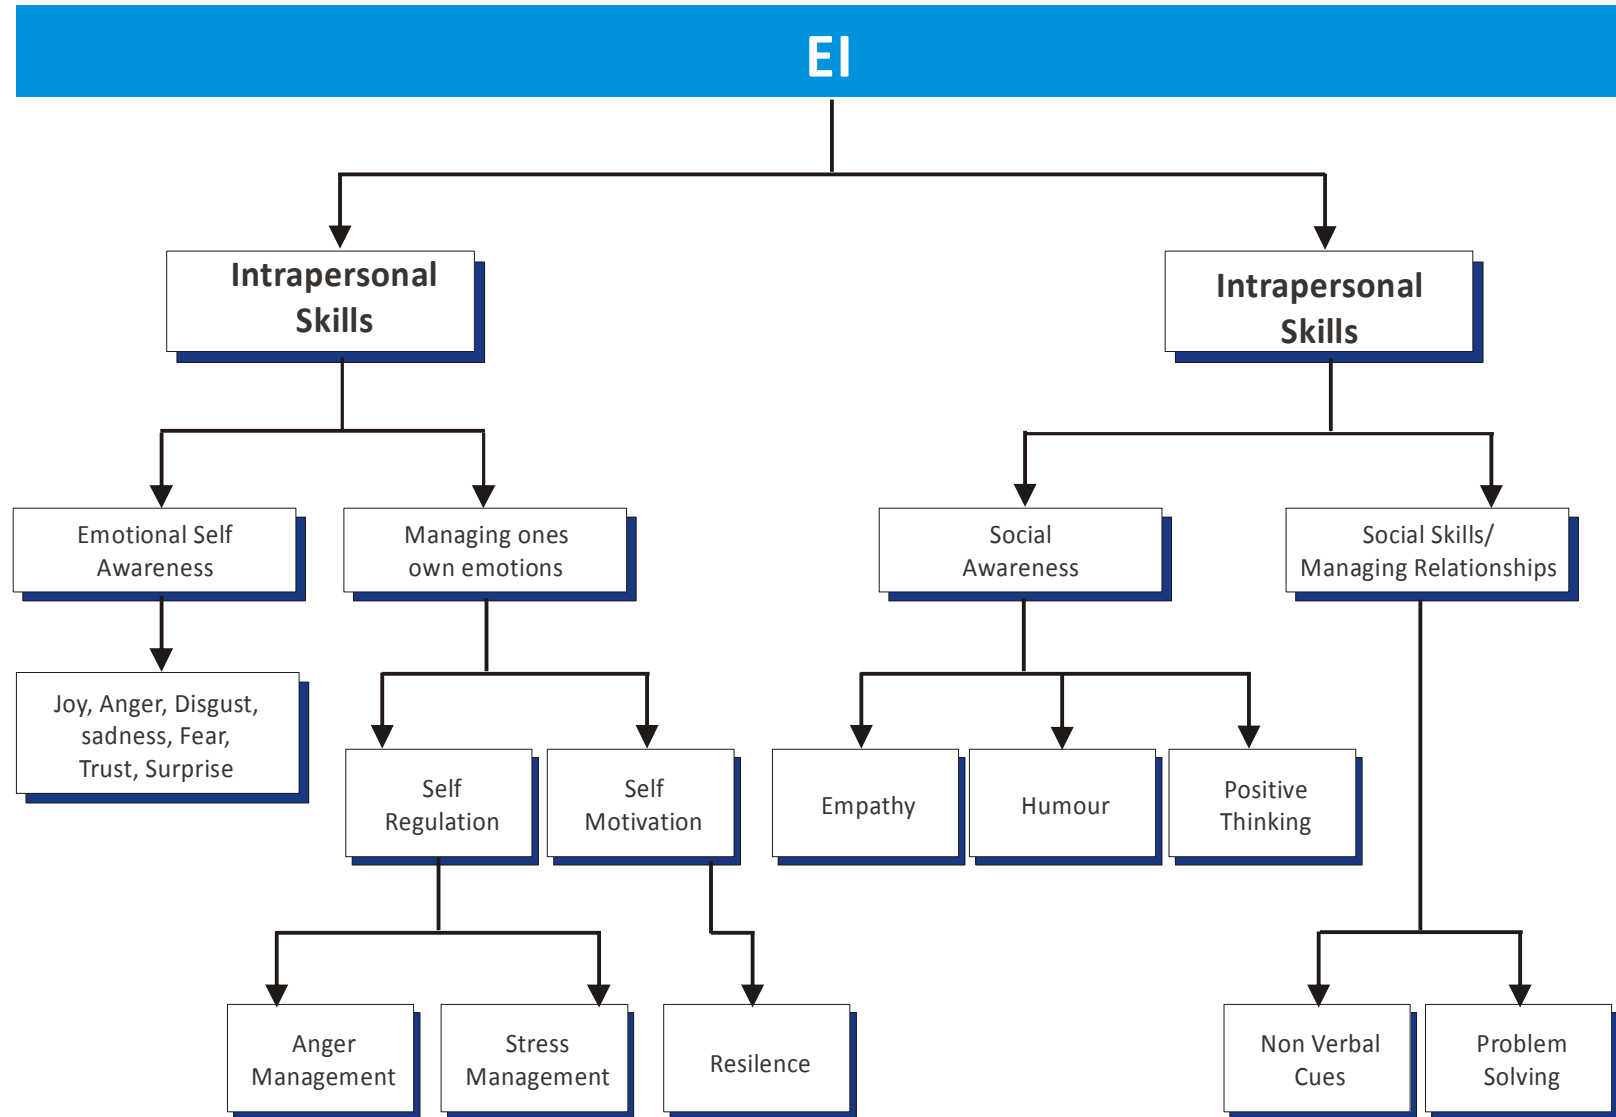 EI
Intrapersonal
Skills
Intrapersonal
Skills
Emotional Self
Awareness
Managing ones
own emotions
Social
Awareness
Social Skills/
Managing Relationships
Joy, Anger, Disgust,
sadness, Fear,
Trust, Surprise
Self
Regulation
Self
Motivation
Empathy
Humour
Positive
Thinking
Anger
Management
Stress
Management
Resilence
Non Verbal
Cues
Problem
Solving